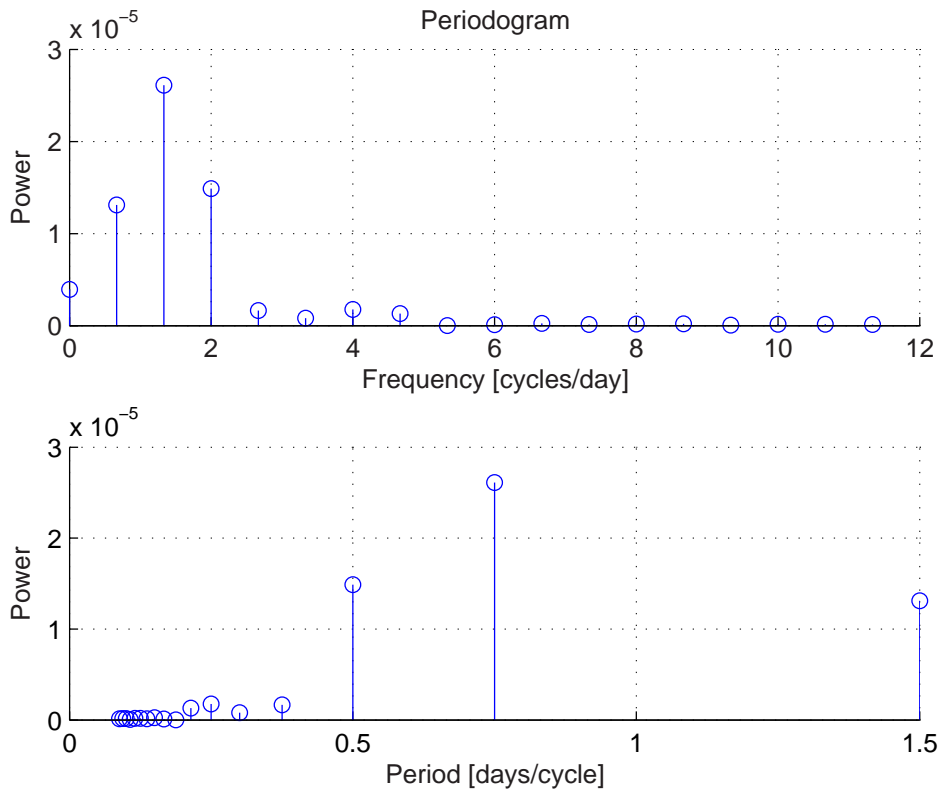 Periodogram
x 10⁻⁵
3
2
1
0
Power
0 2 4 6 8 10 12
Frequency [cycles/day]
x 10⁻⁵
3
2
1
0
Power
0 0.5 1 1.5
Period [days/cycle]